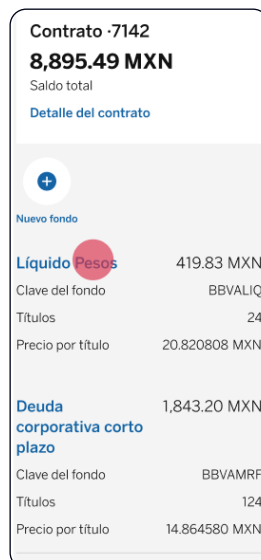 Contrato ·7142
8,895.49 MXN
Saldo total
Detalle del contrato
Nuevo fondo
Líquido Pesos 419.83 MXN
Clave del fondo BBVALIQ
Títulos 24
Precio por título 20.820808 MXN
Deuda 1,843.20 MXN
corporativa corto
plazo
Clave del fondo BBVAMRF
Títulos 124
Precio por título 14.864580 MXN